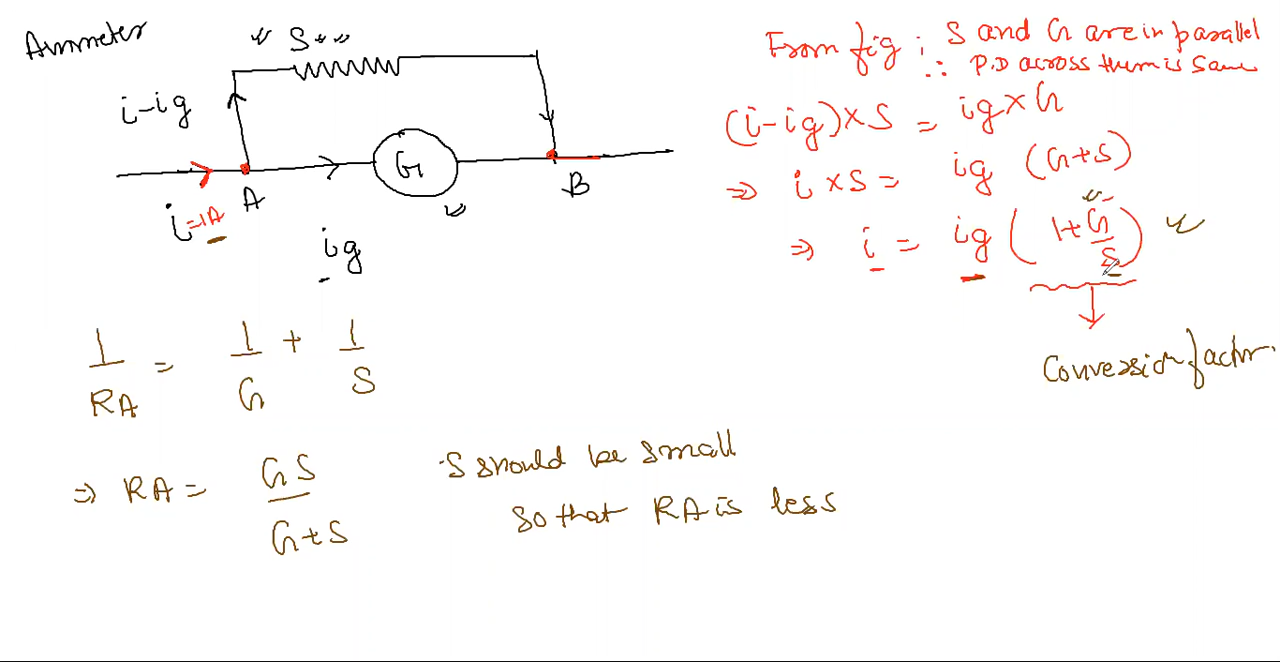 Ammeter
S
i-ig
G
A
B
i=1A
ig
From fig : S and G are in parallel
∴ P.D across them is same
(i-ig)×S = ig×G
⇒ i×S = ig (G+S)
⇒ i = ig (1+G/S)
Conversion factor.
1/RA = 1/G + 1/S
⇒ RA = GS/G+S
S should be small
so that RA is less